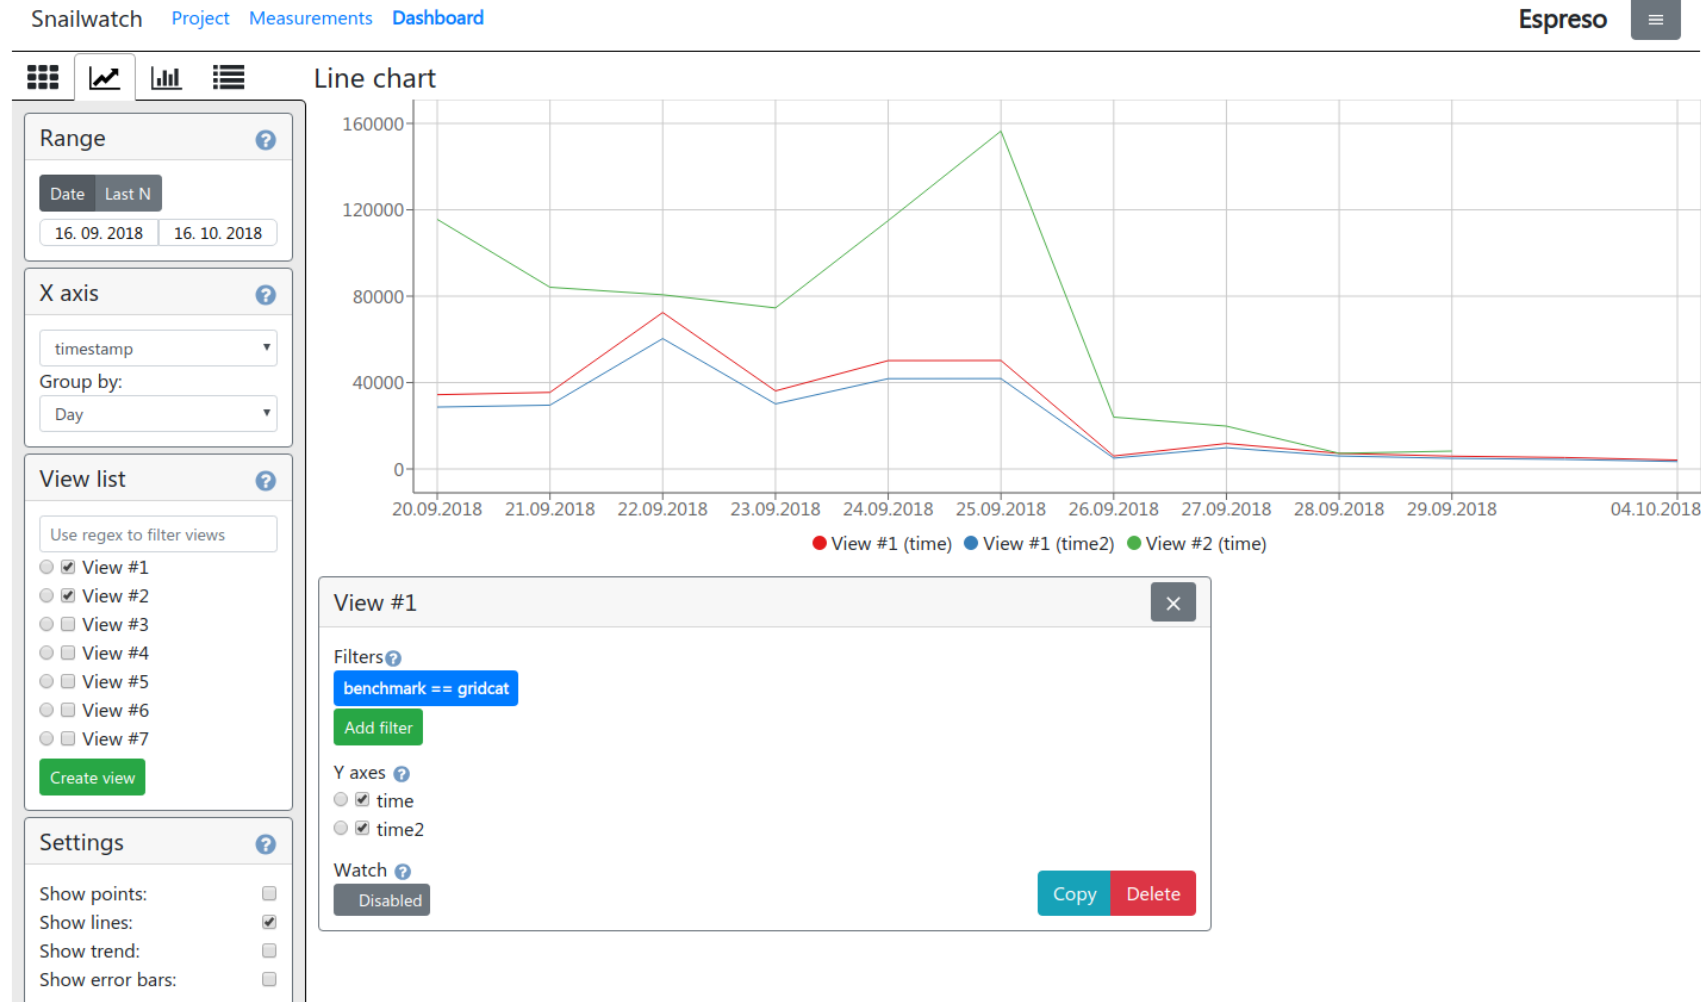 Snailwatch Project Measurements Dashboard Espreso
Line chart
Range
Date Last N
16. 09. 2018 16. 10. 2018
X axis
timestamp
Group by:
Day
View list
Use regex to filter views
View #1
View #2
View #3
View #4
View #5
View #6
View #7
Create view
Settings
Show points:
Show lines:
Show trend:
Show error bars:
160000
120000
80000
40000
0
20.09.2018 21.09.2018 22.09.2018 23.09.2018 24.09.2018 25.09.2018 26.09.2018 27.09.2018 28.09.2018 29.09.2018 04.10.2018
View #1 (time) View #1 (time2) View #2 (time)
View #1
Filters
benchmark == gridcat
Add filter
Y axes
time
time2
Watch
Disabled
Copy Delete